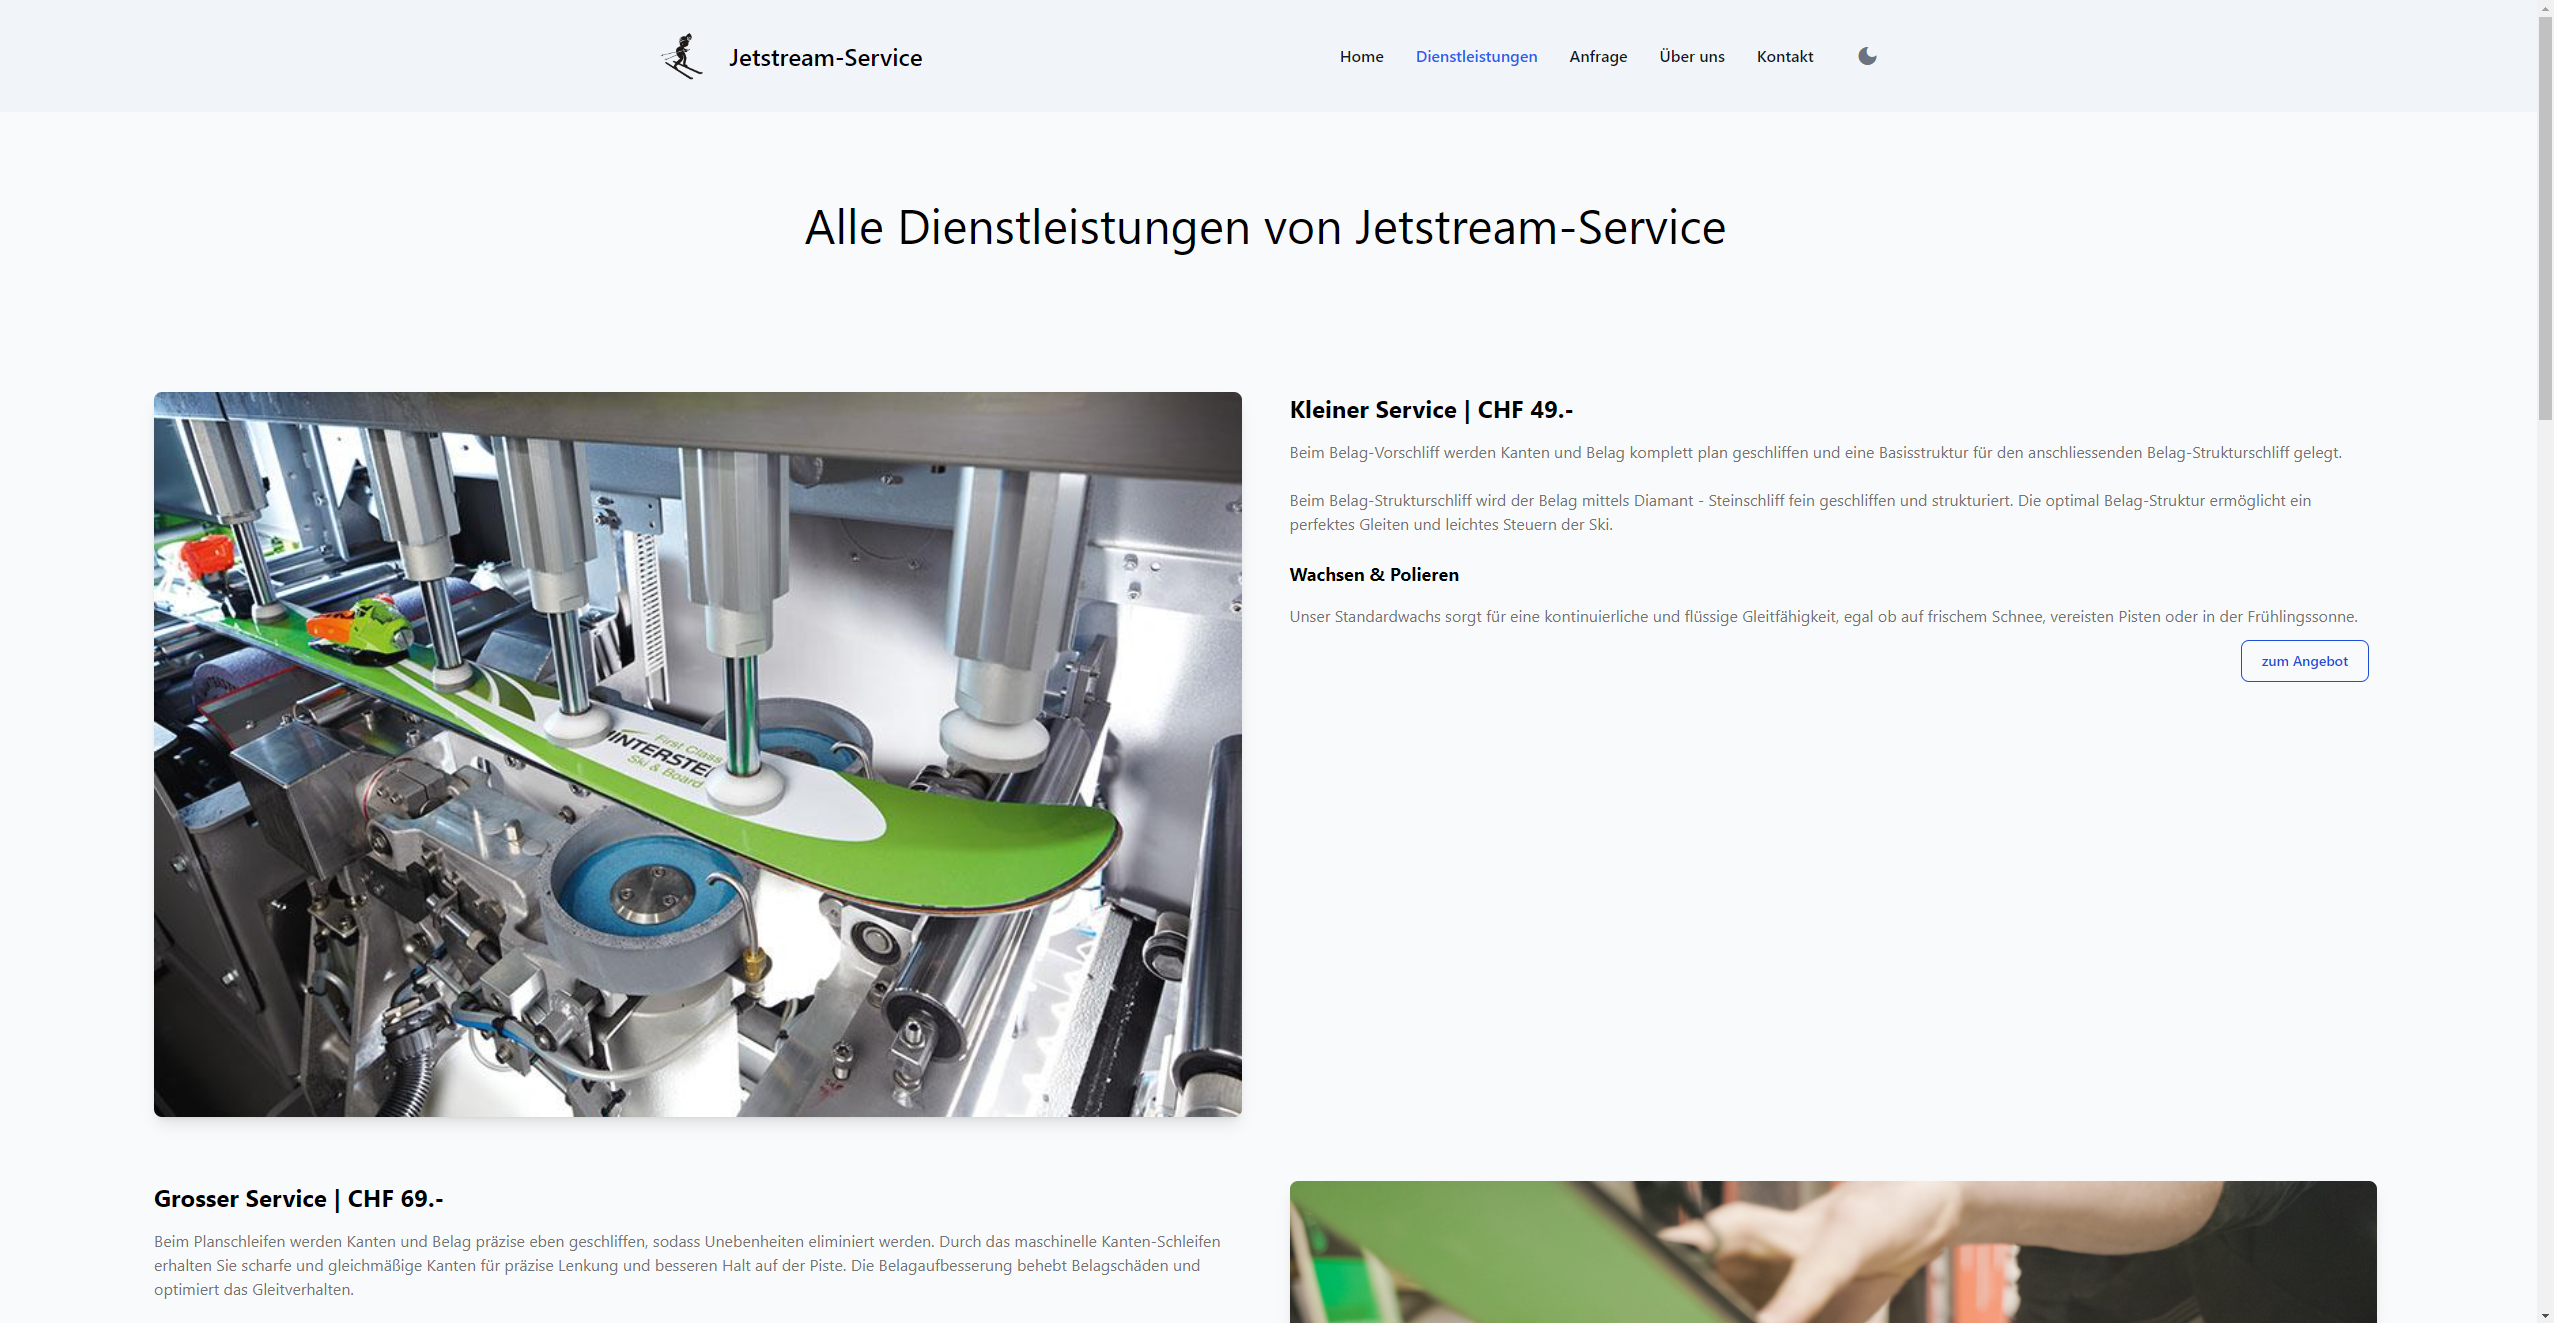 Jetstream-Service
Home Dienstleistungen Anfrage Über uns Kontakt
Alle Dienstleistungen von Jetstream-Service
Kleiner Service | CHF 49.-
Beim Belag-Vorschliff werden Kanten und Belag komplett plan geschliffen und eine Basisstruktur für den anschliessenden Belag-Strukturschliff gelegt.
Beim Belag-Strukturschliff wird der Belag mittels Diamant - Steinschliff fein geschliffen und strukturiert. Die optimal Belag-Struktur ermöglicht ein
perfektes Gleiten und leichtes Steuern der Ski.
Wachsen & Polieren
Unser Standardwachs sorgt für eine kontinuierliche und flüssige Gleitfähigkeit, egal ob auf frischem Schnee, vereisten Pisten oder in der Frühlingssonne.
zum Angebot
First Class
INTERSTE
Ski & Board
Grosser Service | CHF 69.-
Beim Planschleifen werden Kanten und Belag präzise eben geschliffen, sodass Unebenheiten eliminiert werden. Durch das maschinelle Kanten-Schleifen
erhalten Sie scharfe und gleichmäßige Kanten für präzise Lenkung und besseren Halt auf der Piste. Die Belagaufbesserung behebt Belagschäden und
optimiert das Gleitverhalten.